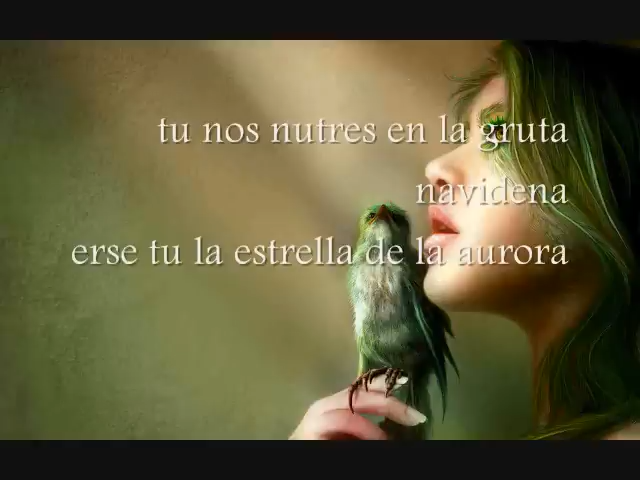 tu nos nutres en la gruta
navidena
erse tu la estrella de la aurora